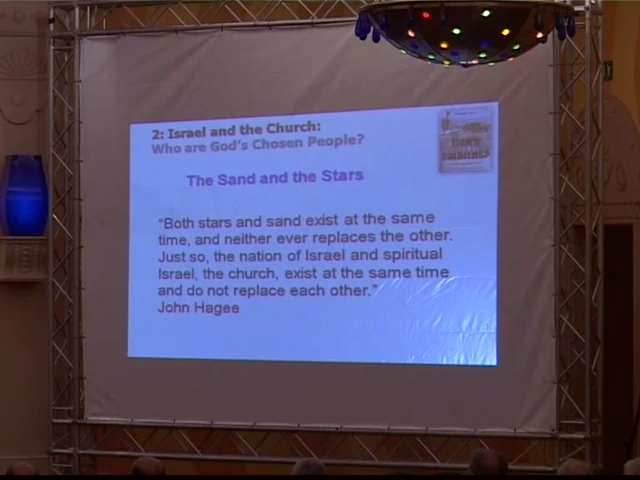 2: Israel and the Church:
Who are God's Chosen People?
The Sand and the Stars
"Both stars and sand exist at the same
time, and neither ever replaces the other.
Just so, the nation of Israel and spiritual
Israel, the church, exist at the same time
and do not replace each other."
John Hagee